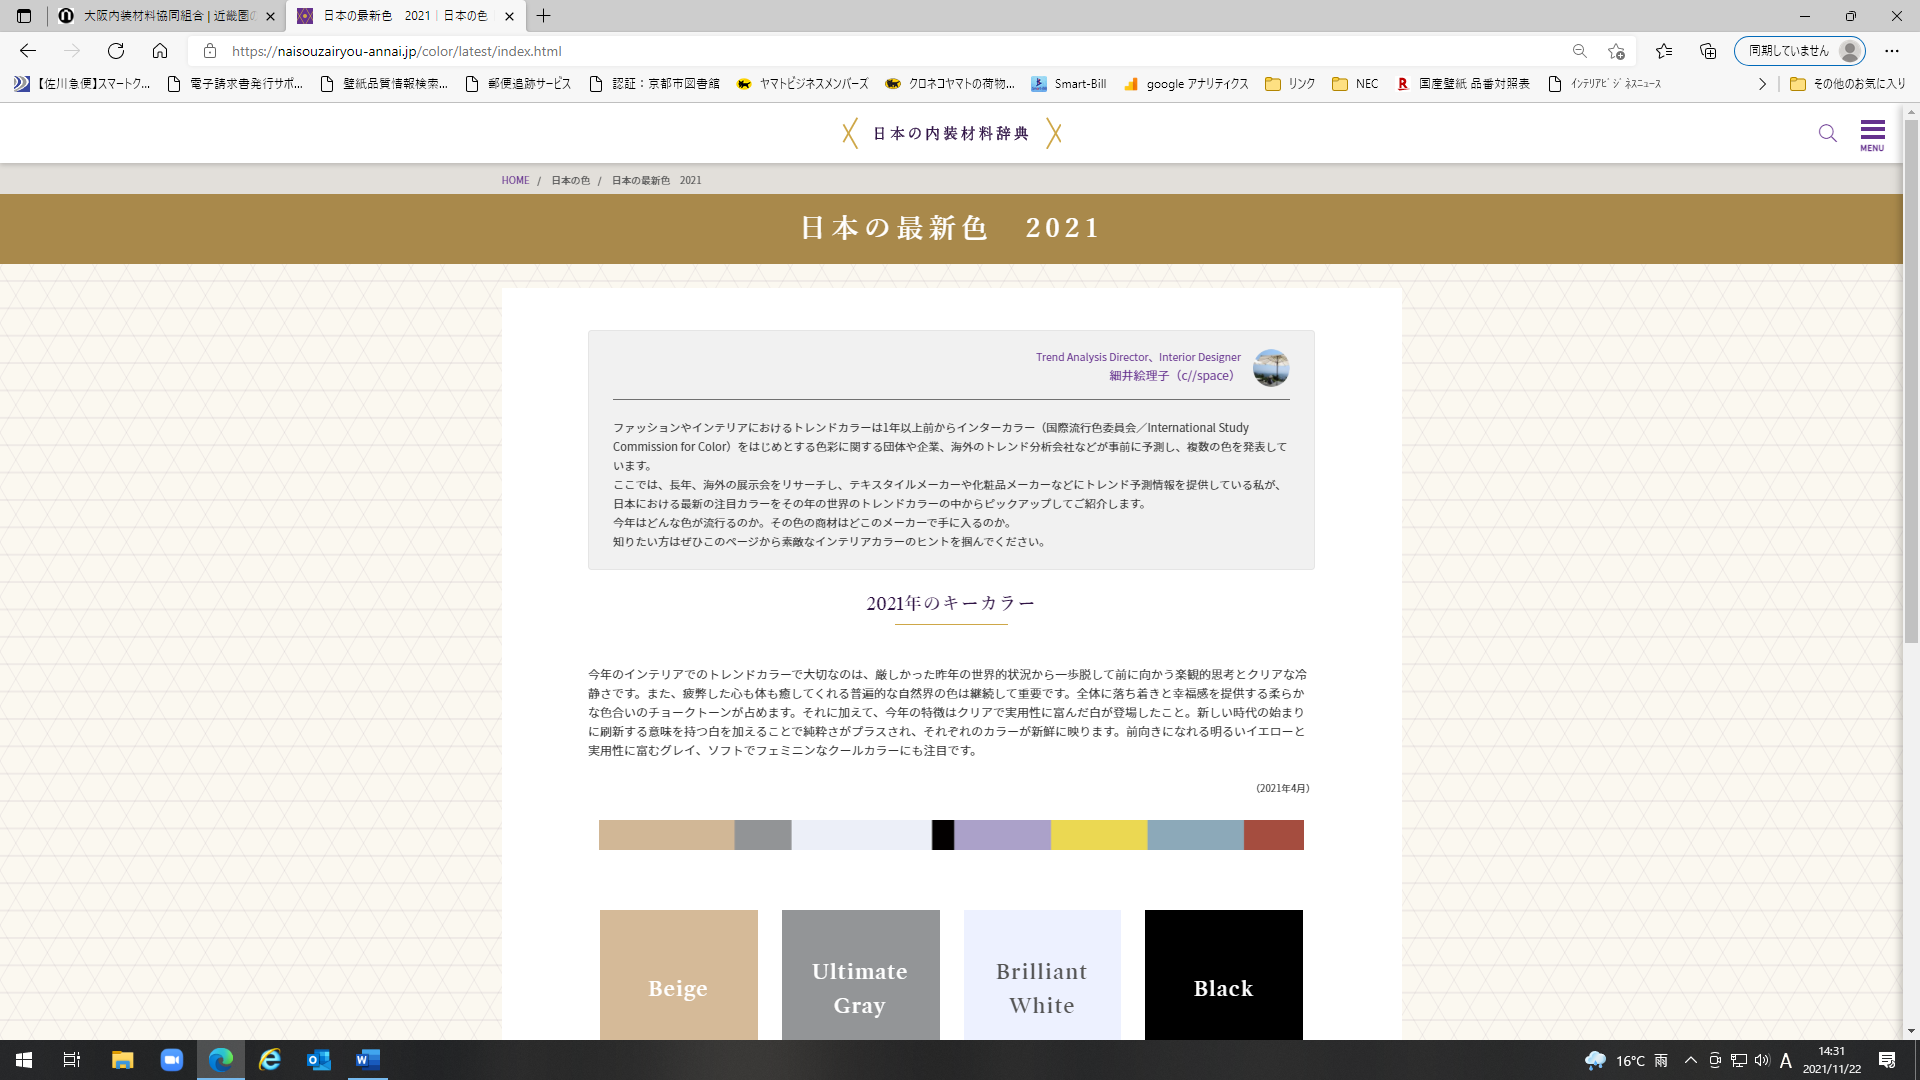 大阪内装材料協同組合 | 近畿圏の
日本の最新色　2021｜日本の色
https://naisouzairyou-annai.jp/color/latest/index.html
同期していません
【佐川急便】スマートク...
電子請求書発行サポ...
壁紙品質情報検索...
郵便追跡サービス
認証：京都市図書館
ヤマトビジネスメンバーズ
クロネコヤマトの荷物...
Smart-Bill
google アナリティクス
リンク
NEC
国産壁紙 品番対照表
ｲﾝﾃﾘｱﾋﾞｼﾞﾈｽﾆｭｰｽ
その他のお気に入り
日本の内装材料辞典
MENU
HOME / 日本の色 / 日本の最新色　2021
日本の最新色　2021
Trend Analysis Director、Interior Designer
細井絵理子（c//space）
ファッションやインテリアにおけるトレンドカラーは1年以上前からインターカラー（国際流行色委員会／International Study
Commission for Color）をはじめとする色彩に関する団体や企業、海外のトレンド分析会社などが事前に予測し、複数の色を発表して
います。
ここでは、長年、海外の展示会をリサーチし、テキスタイルメーカーや化粧品メーカーなどにトレンド予測情報を提供している私が、
日本における最新の注目カラーをその年の世界のトレンドカラーの中からピックアップしてご紹介します。
今年はどんな色が流行るのか。その色の商材はどこのメーカーで手に入るのか。
知りたい方はぜひこのページから素敵なインテリアカラーのヒントを掴んでください。
2021年のキーカラー
今年のインテリアでのトレンドカラーで大切なのは、厳しかった昨年の世界的状況から一歩脱して前に向かう楽観的思考とクリアな冷
静さです。また、疲弊した心も体も癒してくれる普遍的な自然界の色は継続して重要です。全体に落ち着きと幸福感を提供する柔らか
な色合いのチョークトーンが占めます。それに加えて、今年の特徴はクリアで実用性に富んだ白が登場したこと。新しい時代の始まり
に刷新する意味を持つ白を加えることで純粋さがプラスされ、それぞれのカラーが新鮮に映ります。前向きになれる明るいイエローと
実用性に富むグレイ、ソフトでフェミニンなクールカラーにも注目です。
（2021年4月）
Beige
Ultimate
Gray
Brilliant
White
Black
16°C 雨
A
14:31
2021/11/22